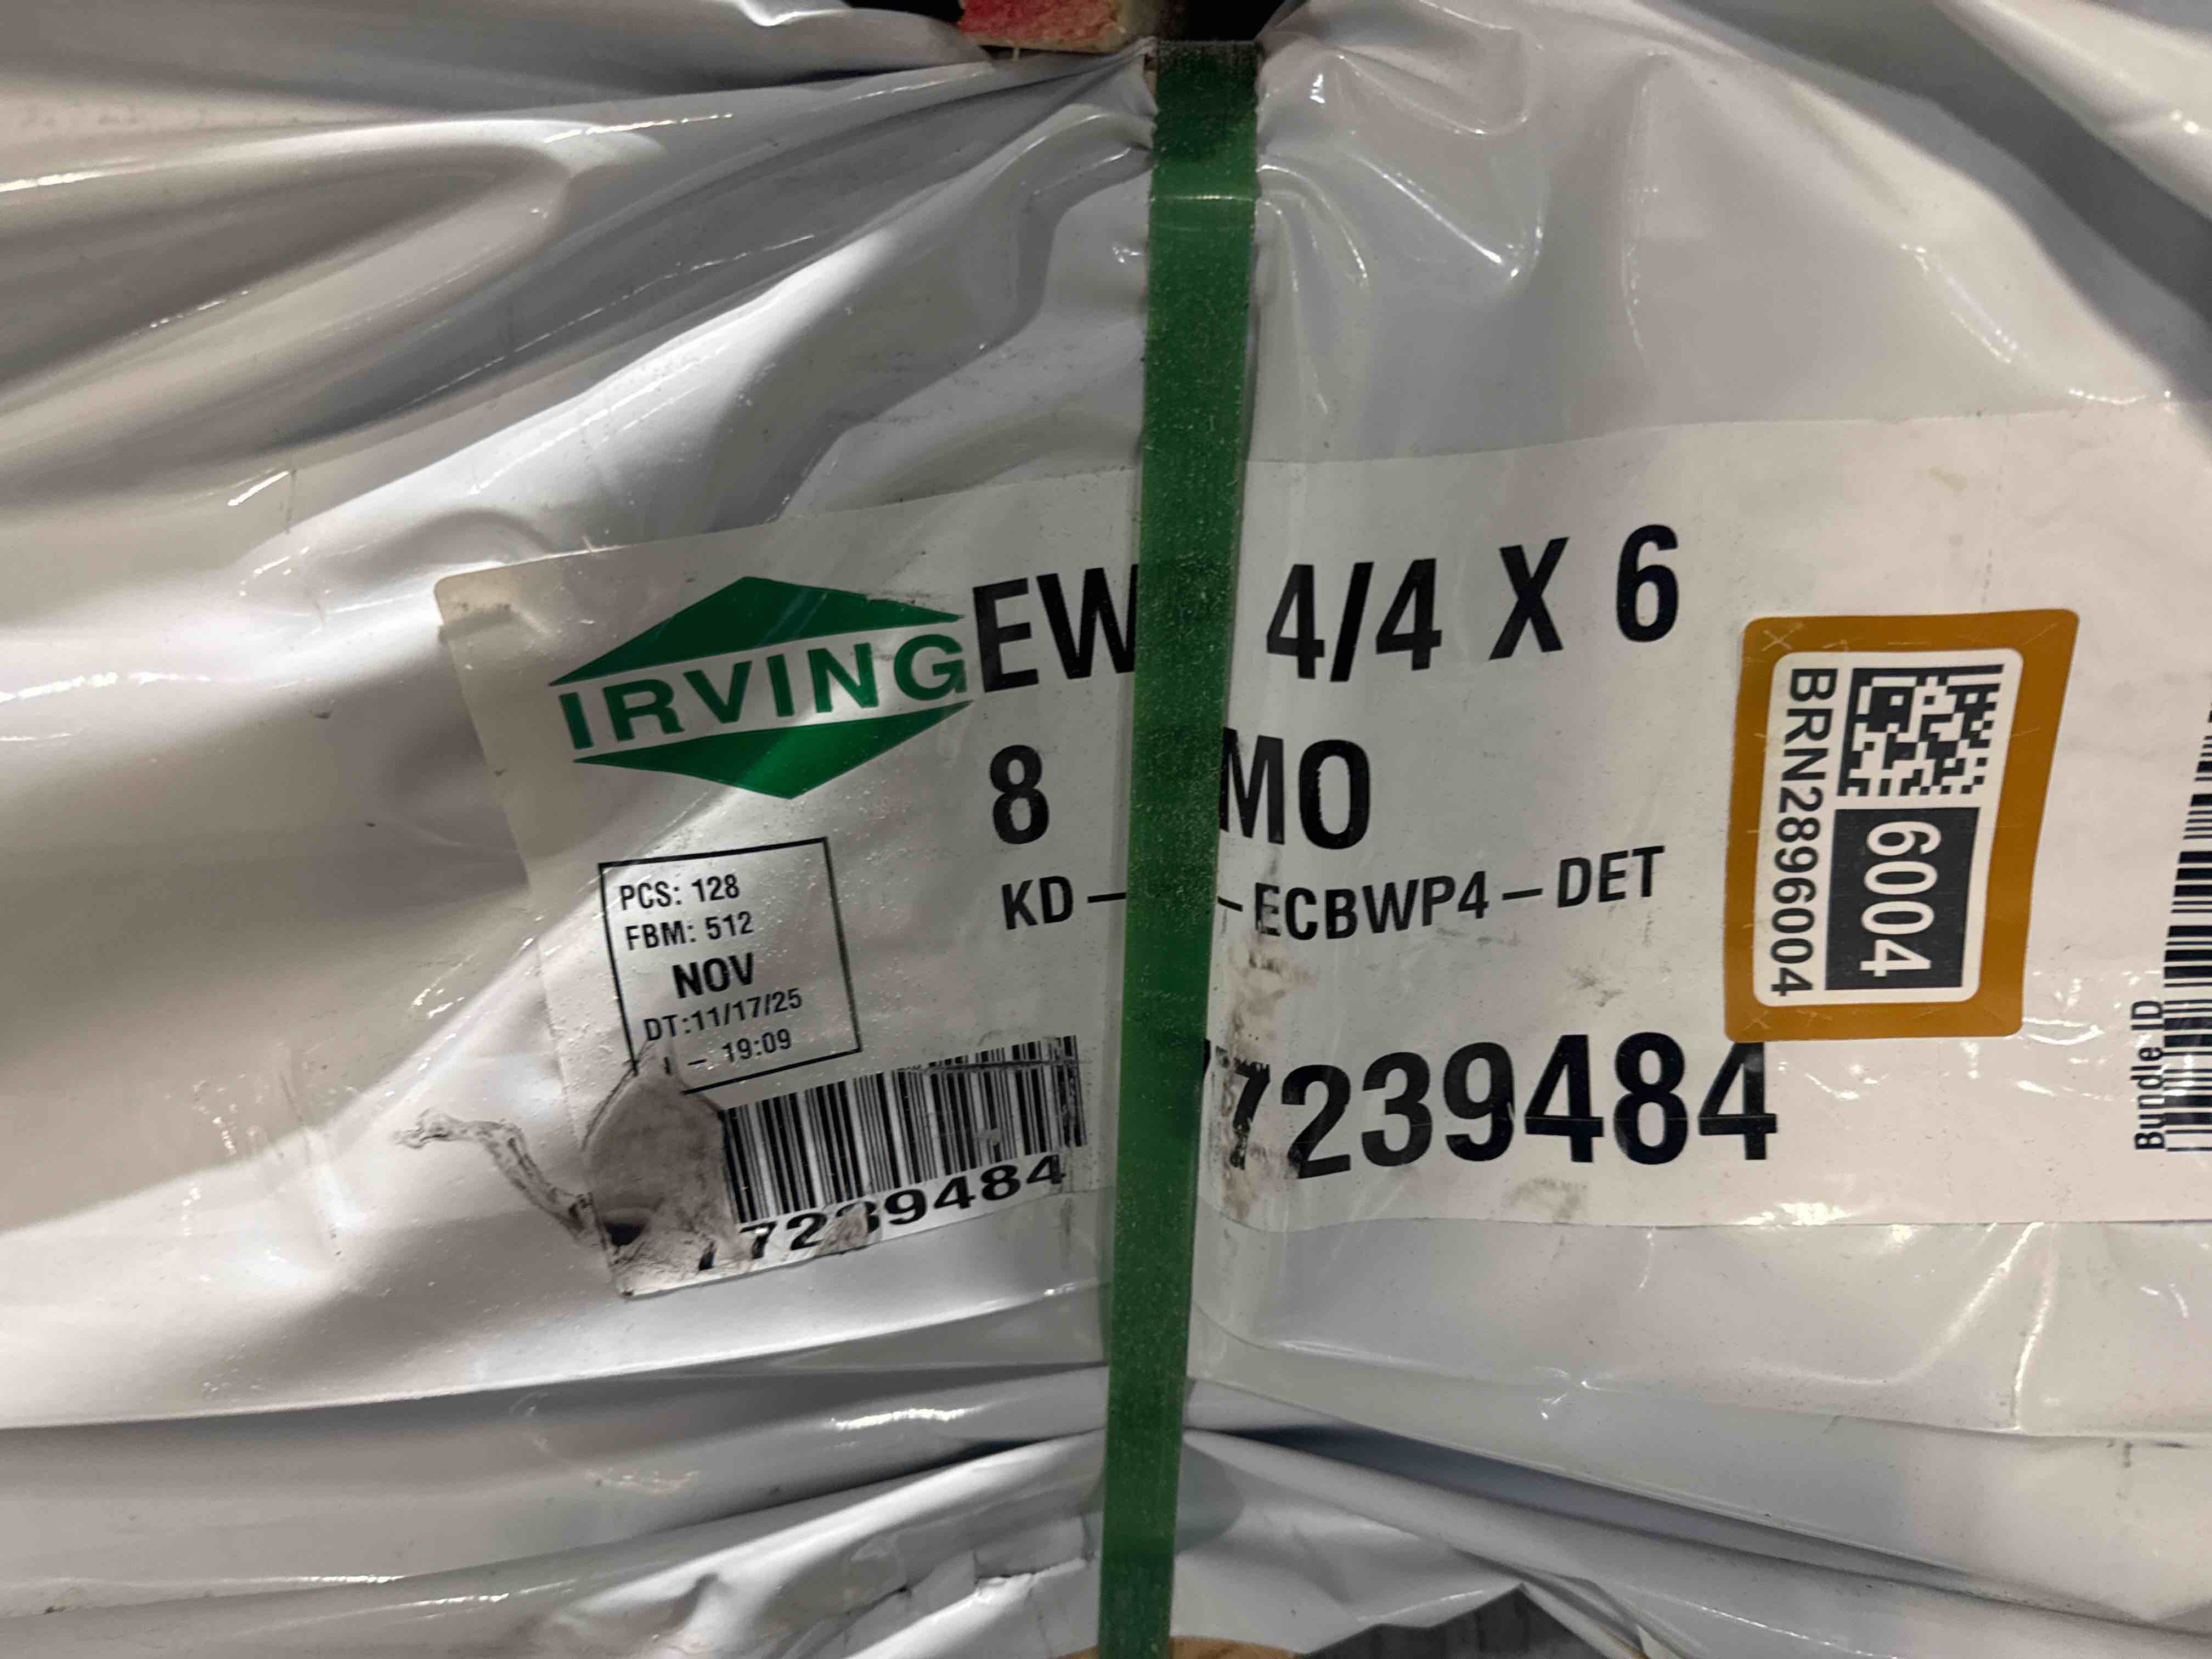 IRVING
EW 4/4 X 6
8 MO
KD- -ECBWP4-DET
PCS: 128
FBM: 512
NOV
DT:11/17/25
- 19:09
7239484
7239484
BRN2896004
6004
Bundle ID